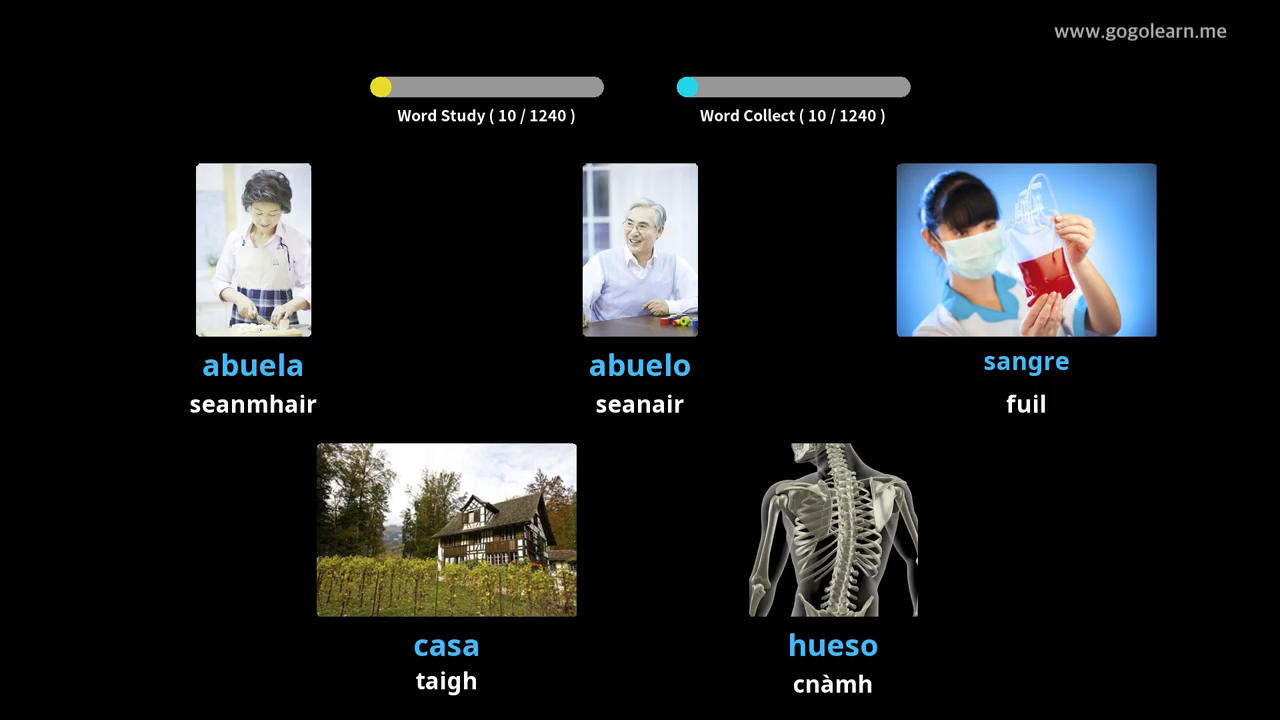 www.gogolearn.me
Word Study ( 10 / 1240 )
Word Collect ( 10 / 1240 )
abuela
seanmhair
abuelo
seanair
sangre
fuil
casa
taigh
hueso
cnàmh